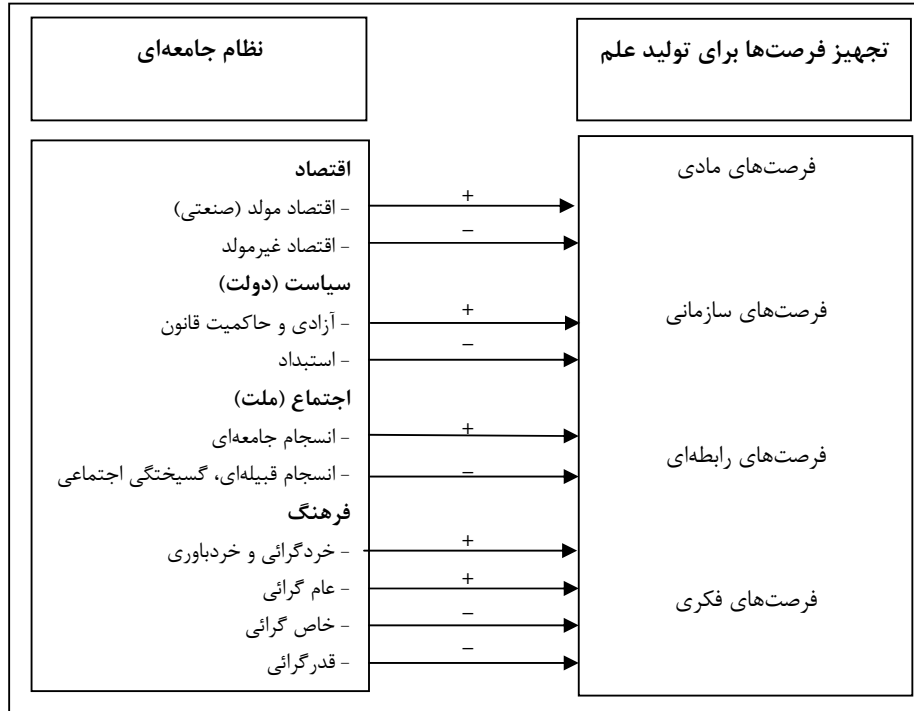 نظام جامعه‌ای
تجهیز فرصت‌ها برای تولید علم
اقتصاد
- اقتصاد مولد (صنعتی)
- اقتصاد غیرمولد
سیاست (دولت)
- آزادی و حاکمیت قانون
- استبداد
اجتماع (ملت)
- انسجام جامعه‌ای
- انسجام قبیله‌ای، گسیختگی اجتماعی
فرهنگ
- خردگرائی و خردباوری
- عام گرائی
- خاص گرائی
- قدرگرائی
+
–
+
–
+
–
+
+
–
–
فرصت‌های مادی
فرصت‌های سازمانی
فرصت‌های رابطه‌ای
فرصت‌های فکری